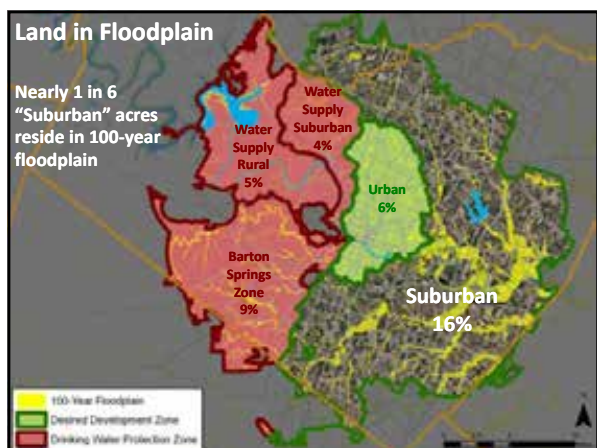 Land in Floodplain
Nearly 1 in 6
“Suburban” acres
reside in 100-year
floodplain
Water
Supply
Suburban
4%
Water
Supply
Rural
5%
Urban
6%
Barton
Springs
Zone
9%
Suburban
16%
100-Year Floodplain
Desired Development Zone
Drinking Water Protection Zone